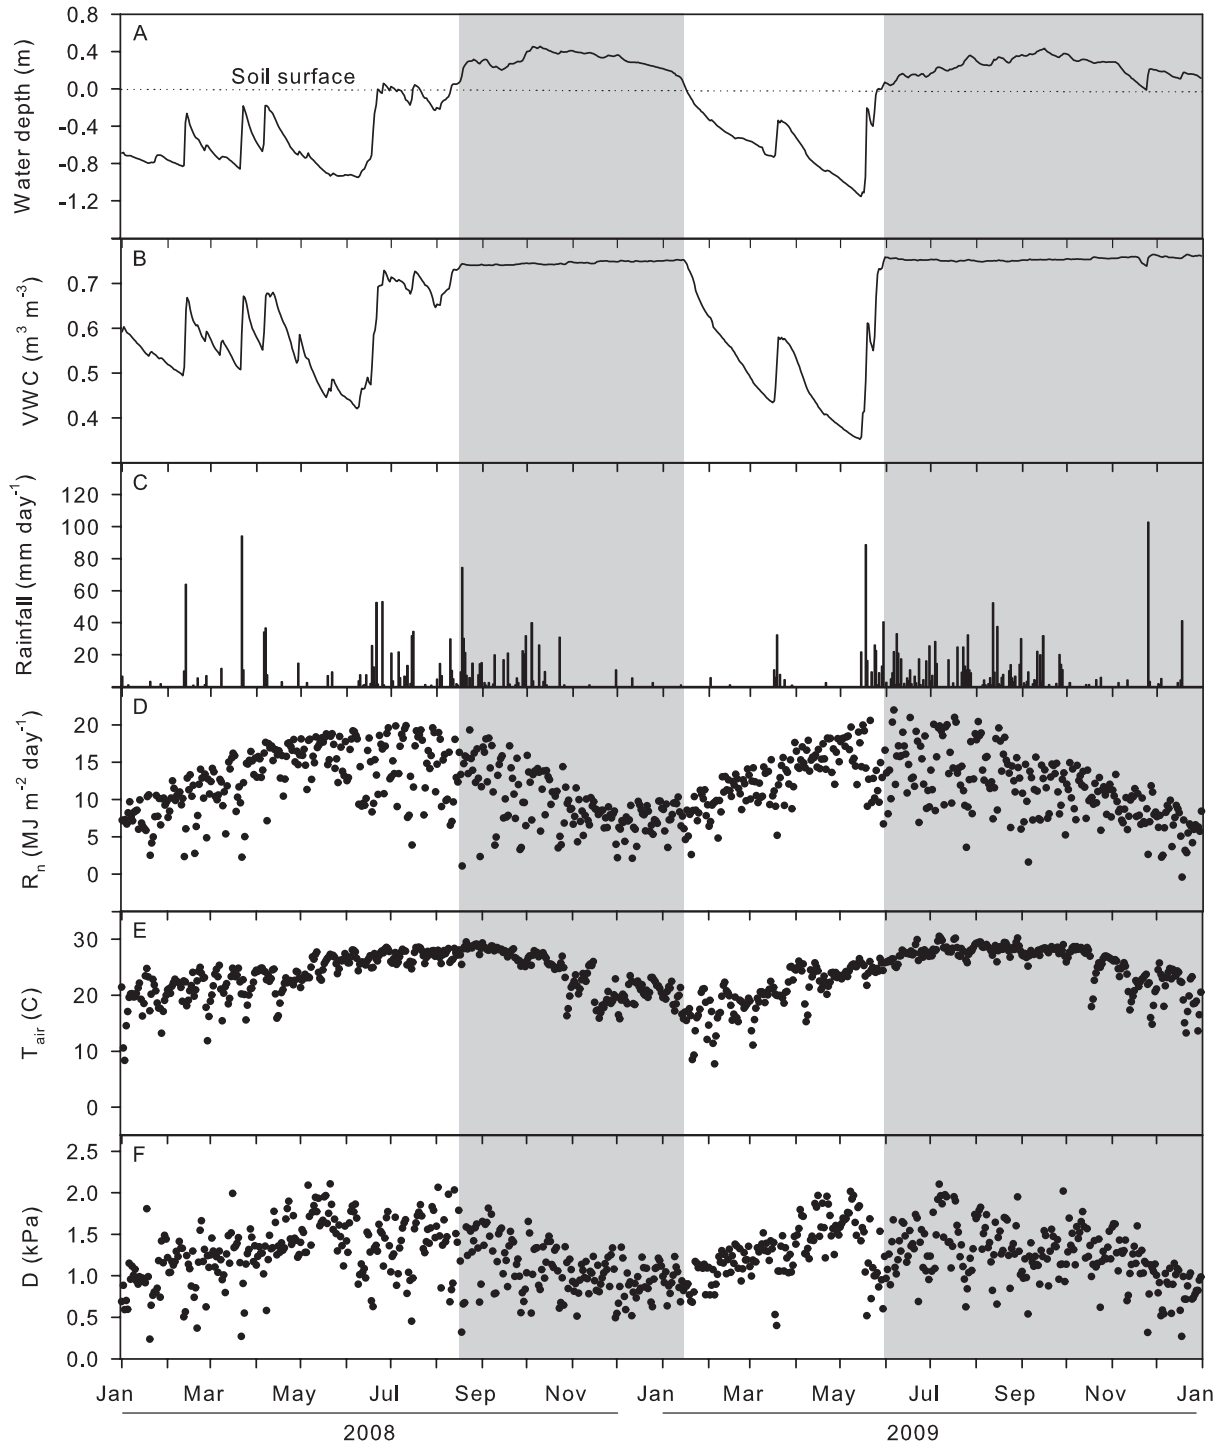 A
Soil surface
Water depth (m)
0.8
0.4
0.0
-0.4
-0.8
-1.2
B
VWC (m³ m⁻³)
0.7
0.6
0.5
0.4
C
Rainfall (mm day⁻¹)
120
100
80
60
40
20
D
Rₙ (MJ m⁻² day⁻¹)
20
15
10
5
0
E
T_air (C)
30
20
10
0
F
D (kPa)
2.5
2.0
1.5
1.0
0.5
0.0
Jan Mar May Jul Sep Nov Jan Mar May Jul Sep Nov Jan
2008 2009